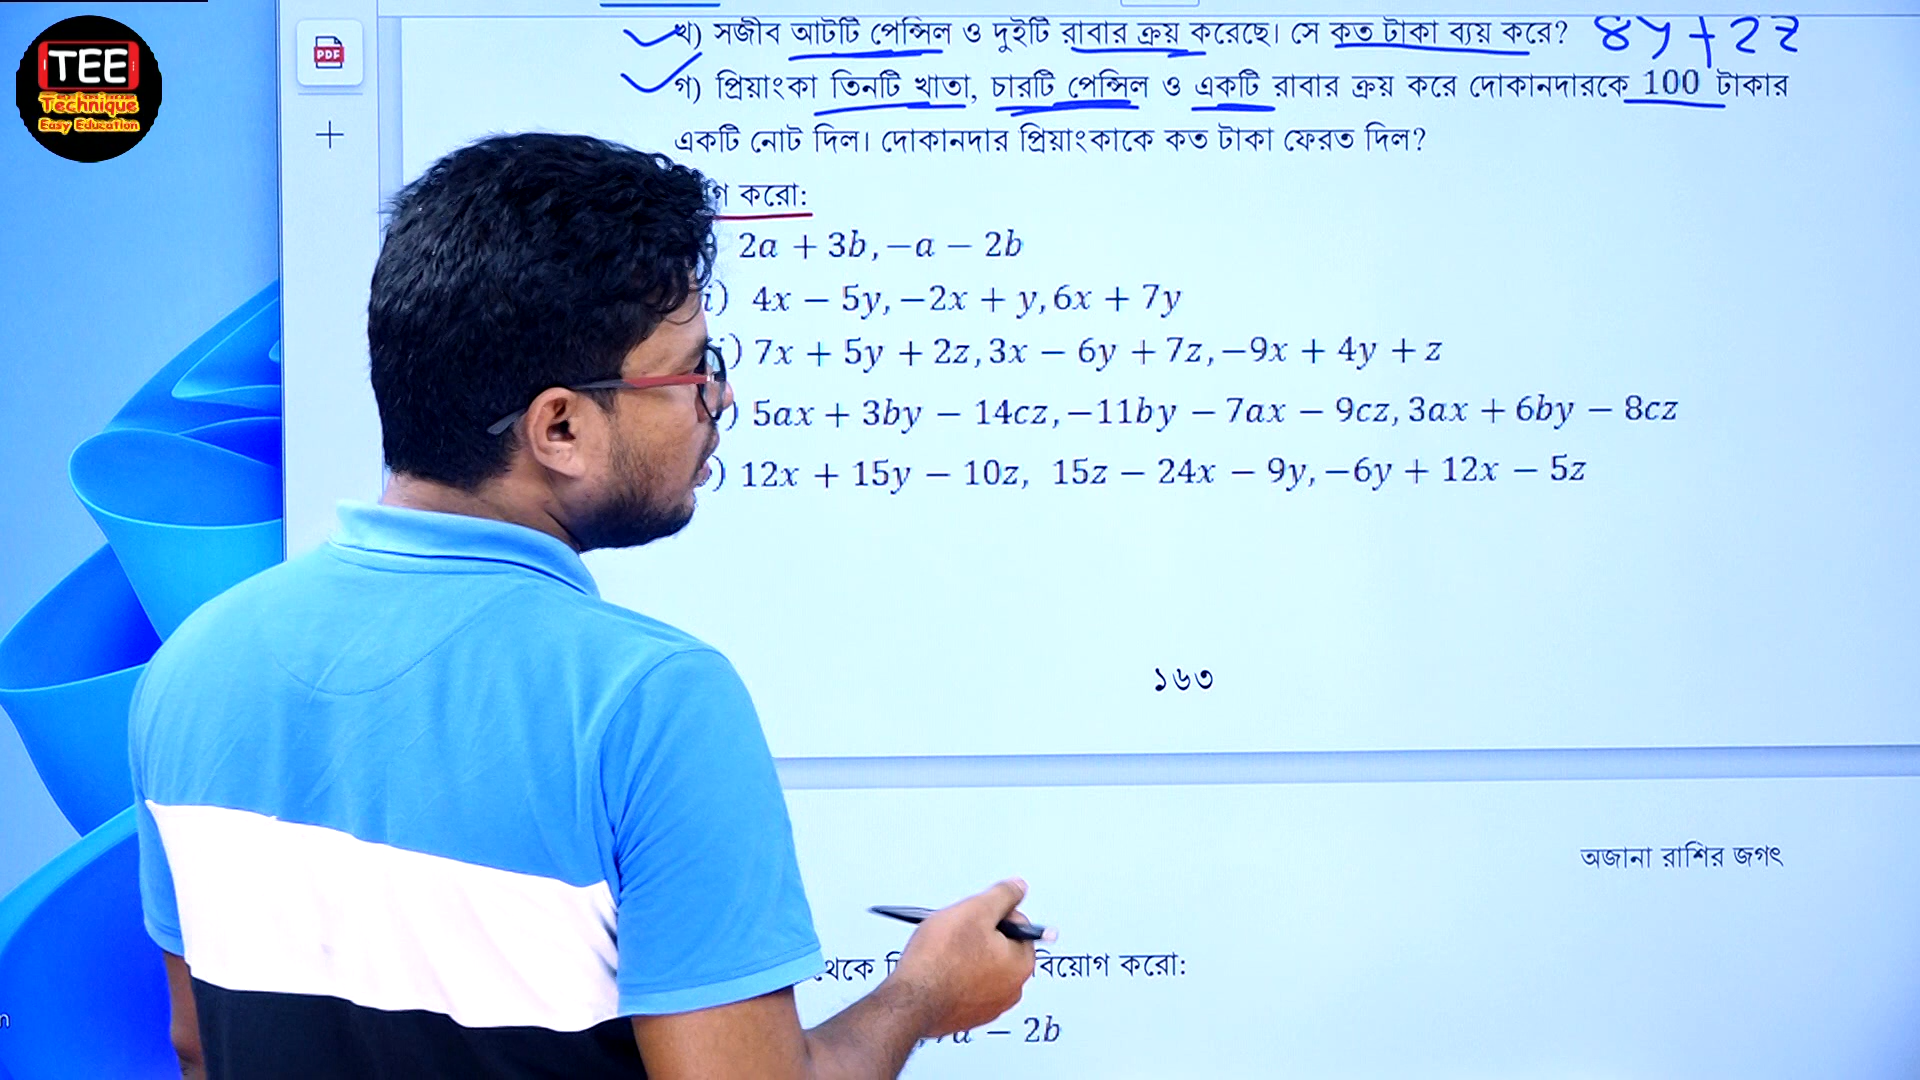 TEE
Technique
Easy Education
PDF
খ) সজীব আটটি পেন্সিল ও দুইটি রাবার ক্রয় করেছে। সে কত টাকা ব্যয় করে? 8y+2z
গ) প্রিয়াংকা তিনটি খাতা, চারটি পেন্সিল ও একটি রাবার ক্রয় করে দোকানদারকে 100 টাকার
একটি নোট দিল। দোকানদার প্রিয়াংকাকে কত টাকা ফেরত দিল?
করো:
2a + 3b, −a − 2b
i) 4x − 5y, −2x + y, 6x + 7y
i) 7x + 5y + 2z, 3x − 6y + 7z, −9x + 4y + z
) 5ax + 3by − 14cz, −11by − 7ax − 9cz, 3ax + 6by − 8cz
) 12x + 15y − 10z, 15z − 24x − 9y, −6y + 12x − 5z
১৬৩
অজানা রাশির জগৎ
থেকে বিয়োগ করো:
a − 2b